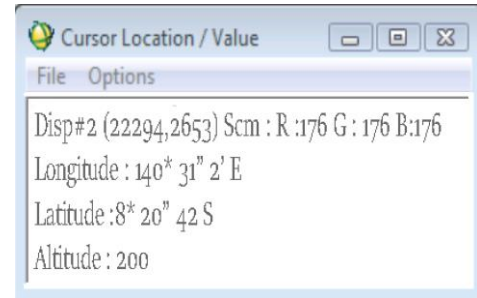 Cursor Location / Value
File Options
Disp#2 (22294,2653) Scm : R :176 G : 176 B:176
Longitude : 140* 31" 2' E
Latitude :8* 20" 42 S
Altitude : 200